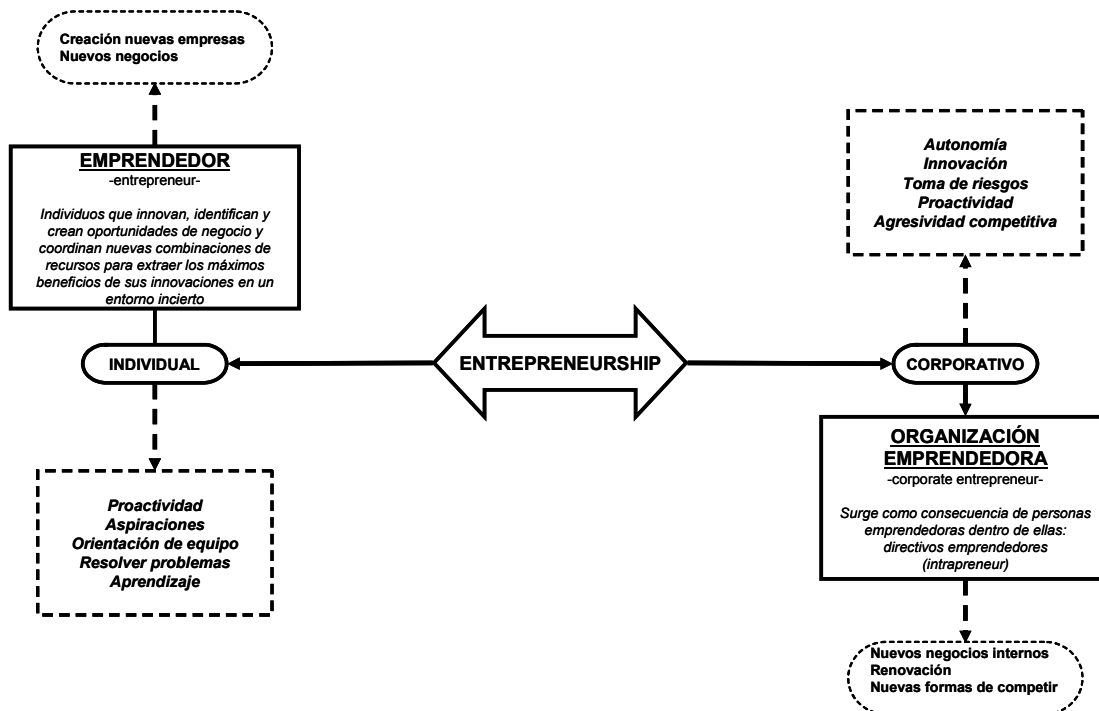 Creación nuevas empresas
Nuevos negocios
EMPRENDEDOR
-entrepreneur-
Individuos que innovan, identifican y
crean oportunidades de negocio y
coordinan nuevas combinaciones de
recursos para extraer los máximos
beneficios de sus innovaciones en un
entorno incierto
INDIVIDUAL
Proactividad
Aspiraciones
Orientación de equipo
Resolver problemas
Aprendizaje
ENTREPRENEURSHIP
Autonomía
Innovación
Toma de riesgos
Proactividad
Agresividad competitiva
CORPORATIVO
ORGANIZACIÓN
EMPRENDEDORA
-corporate entrepreneur-
Surge como consecuencia de personas
emprendedoras dentro de ellas:
directivos emprendedores
(intrapreneur)
Nuevos negocios internos
Renovación
Nuevas formas de competir